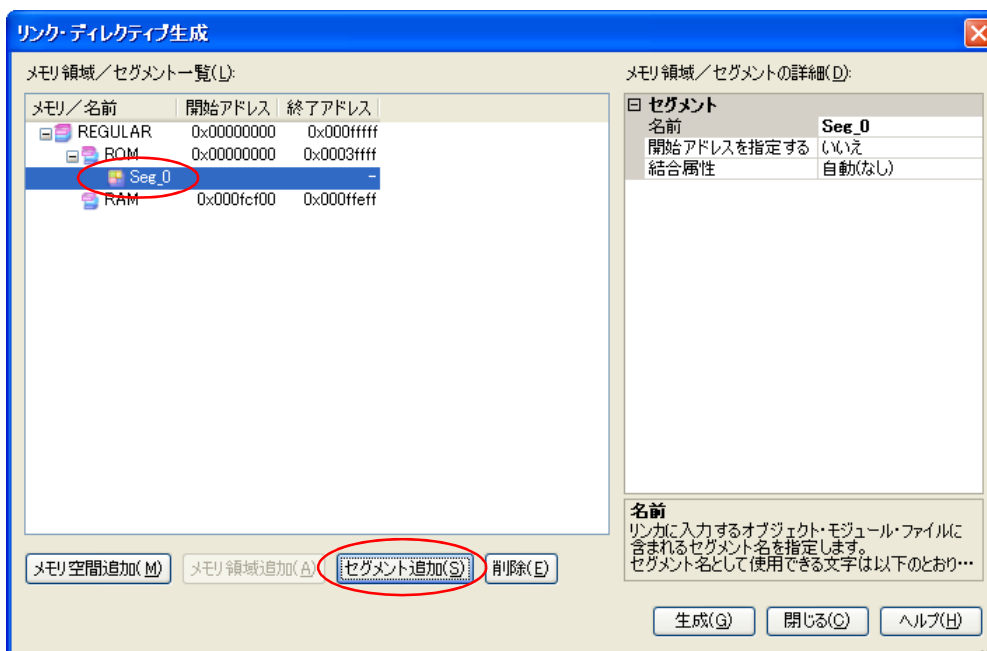 リンク・ディレクティブ生成
メモリ領域／セグメント一覧(L):
メモリ／名前 開始アドレス 終了アドレス
REGULAR 0x00000000 0x000fffff
ROM 0x00000000 0x0003ffff
Seg_0 -
RAM 0x000fcf00 0x000ffeff
メモリ空間追加(M) メモリ領域追加(A) セグメント追加(S) 削除(E)
メモリ領域／セグメントの詳細(D):
セグメント
名前 Seg_0
開始アドレスを指定する いいえ
結合属性 自動(なし)
名前
リンカに入力するオブジェクト・モジュール・ファイルに
含まれるセグメント名を指定します。
セグメント名として使用できる文字は以下のとおり…
生成(G) 閉じる(C) ヘルプ(H)